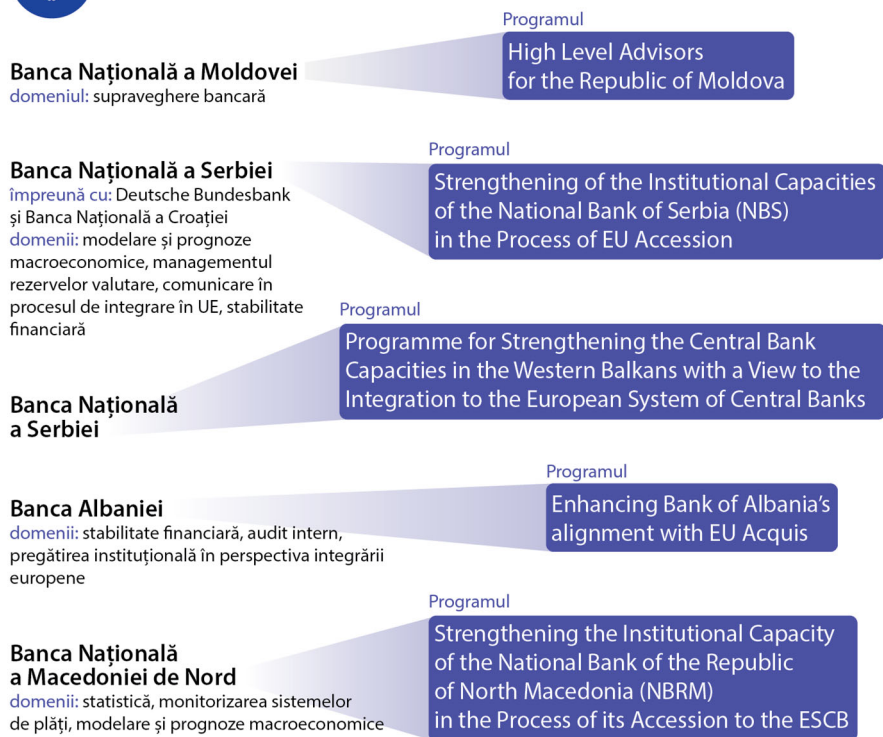 Programul
High Level Advisors
for the Republic of Moldova
Banca Națională a Moldovei
domeniul: supraveghere bancară
Programul
Strengthening of the Institutional Capacities
of the National Bank of Serbia (NBS)
in the Process of EU Accession
Banca Națională a Serbiei
împreună cu: Deutsche Bundesbank
și Banca Națională a Croației
domenii: modelare și prognoze
macroeconomice, managementul
rezervelor valutare, comunicare în
procesul de integrare în UE, stabilitate
financiară
Programul
Programme for Strengthening the Central Bank
Capacities in the Western Balkans with a View to the
Integration to the European System of Central Banks
Banca Națională
a Serbiei
Programul
Enhancing Bank of Albania's
alignment with EU Acquis
Banca Albaniei
domenii: stabilitate financiară, audit intern,
pregătirea instituțională în perspectiva integrării
europene
Programul
Strengthening the Institutional Capacity
of the National Bank of the Republic
of North Macedonia (NBRM)
in the Process of its Accession to the ESCB
Banca Națională
a Macedoniei de Nord
domenii: statistică, monitorizarea sistemelor
de plăți, modelare și prognoze macroeconomice